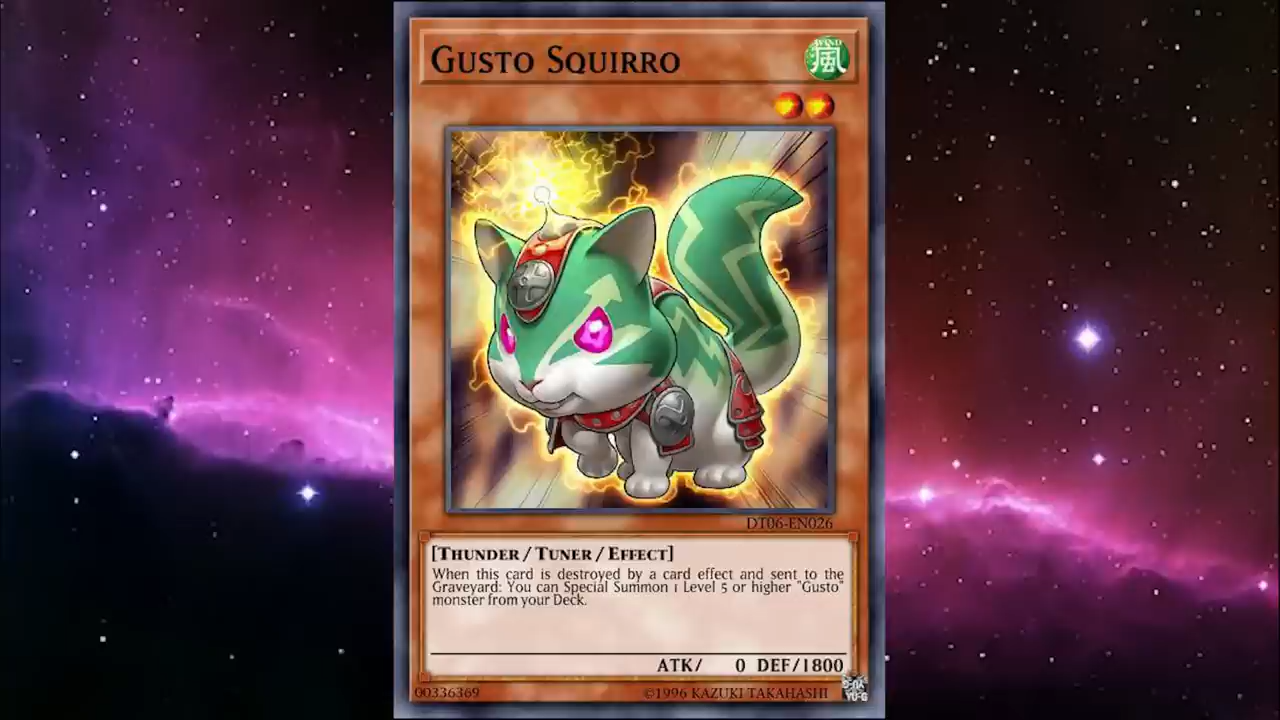 GUSTO SQUIRRO
WIND
風
DT06-EN026
[THUNDER / TUNER / EFFECT]
When this card is destroyed by a card effect and sent to the
Graveyard: You can Special Summon 1 Level 5 or higher "Gusto"
monster from your Deck.
ATK/ 0 DEF/1800
00336369 ©1996 KAZUKI TAKAHASHI